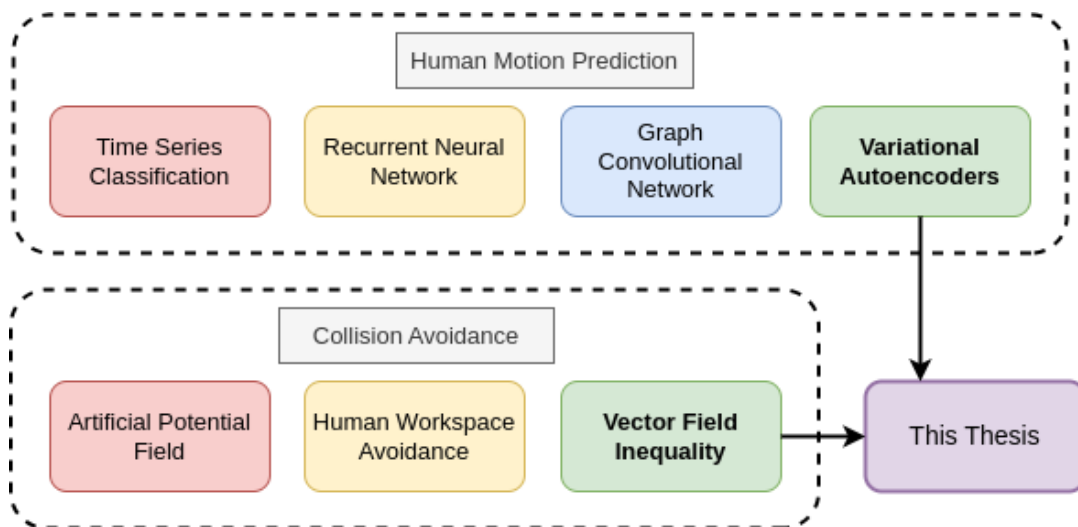 Human Motion Prediction
Time Series
Classification
Recurrent Neural
Network
Graph
Convolutional
Network
Variational
Autoencoders
Collision Avoidance
Artificial Potential
Field
Human Workspace
Avoidance
Vector Field
Inequality
This Thesis